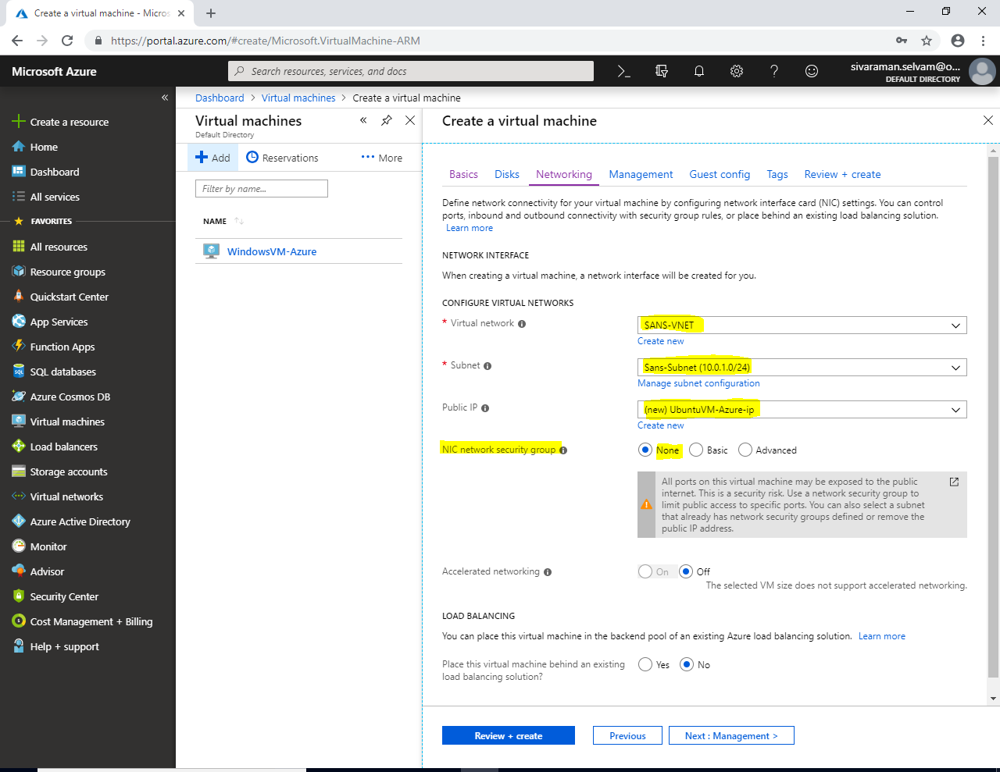 Create a virtual machine - Micros
https://portal.azure.com/#create/Microsoft.VirtualMachine-ARM
Microsoft Azure
Search resources, services, and docs
sivaraman.selvam@o...
DEFAULT DIRECTORY
Create a resource
Home
Dashboard
All services
FAVORITES
All resources
Resource groups
Quickstart Center
App Services
Function Apps
SQL databases
Azure Cosmos DB
Virtual machines
Load balancers
Storage accounts
Virtual networks
Azure Active Directory
Monitor
Advisor
Security Center
Cost Management + Billing
Help + support
Dashboard > Virtual machines > Create a virtual machine
Virtual machines
Default Directory
Add
Reservations
More
Filter by name...
NAME
WindowsVM-Azure
Create a virtual machine
Basics Disks Networking Management Guest config Tags Review + create
Define network connectivity for your virtual machine by configuring network interface card (NIC) settings. You can control
ports, inbound and outbound connectivity with security group rules, or place behind an existing load balancing solution.
Learn more
NETWORK INTERFACE
When creating a virtual machine, a network interface will be created for you.
CONFIGURE VIRTUAL NETWORKS
* Virtual network
SANS-VNET
Create new
* Subnet
Sans-Subnet (10.0.1.0/24)
Manage subnet configuration
Public IP
(new) UbuntuVM-Azure-ip
Create new
NIC network security group
None Basic Advanced
All ports on this virtual machine may be exposed to the public
internet. This is a security risk. Use a network security group to
limit public access to specific ports. You can also select a subnet
that already has network security groups defined or remove the
public IP address.
Accelerated networking
On Off
The selected VM size does not support accelerated networking.
LOAD BALANCING
You can place this virtual machine in the backend pool of an existing Azure load balancing solution. Learn more
Place this virtual machine behind an existing
load balancing solution?
Yes No
Review + create
Previous
Next : Management >